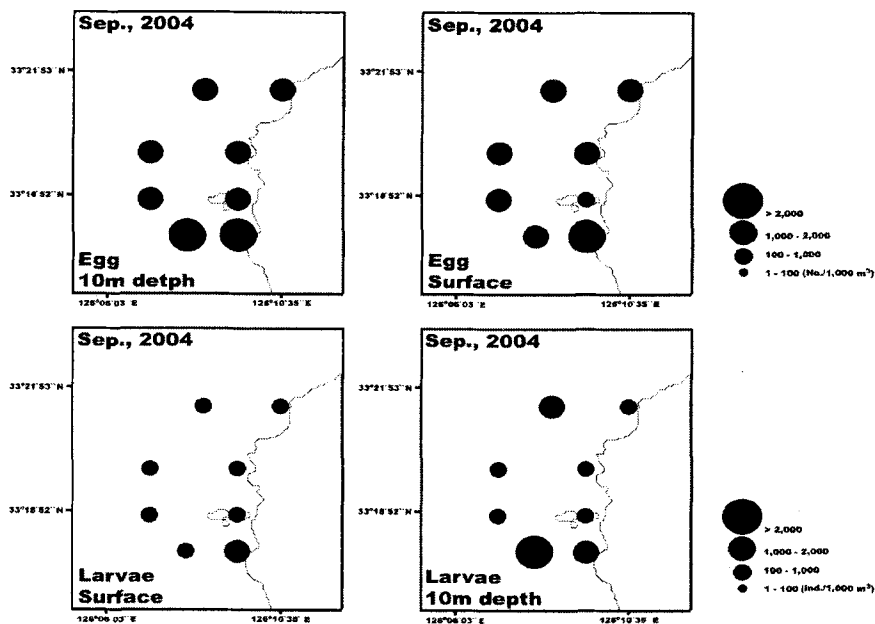 Sep., 2004
33°21'53¨N
33°18'52¨N
Egg
10m detph
126°06'03¨E
126°10'35¨E
Sep., 2004
33°21'53¨N
33°18'52¨N
Egg
Surface
126°06'03¨E
126°10'35¨E
> 2,000
1,000 - 2,000
100 - 1,000
1 - 100 (No./1,000 m³)
Sep., 2004
33°21'53¨N
33°18'52¨N
Larvae
Surface
126°06'03¨E
126°10'35¨E
Sep., 2004
33°21'53¨N
33°18'52¨N
Larvae
10m depth
126°06'03¨E
126°10'35¨E
> 2,000
1,000 - 2,000
100 - 1,000
1 - 100 (Ind./1,000 m³)